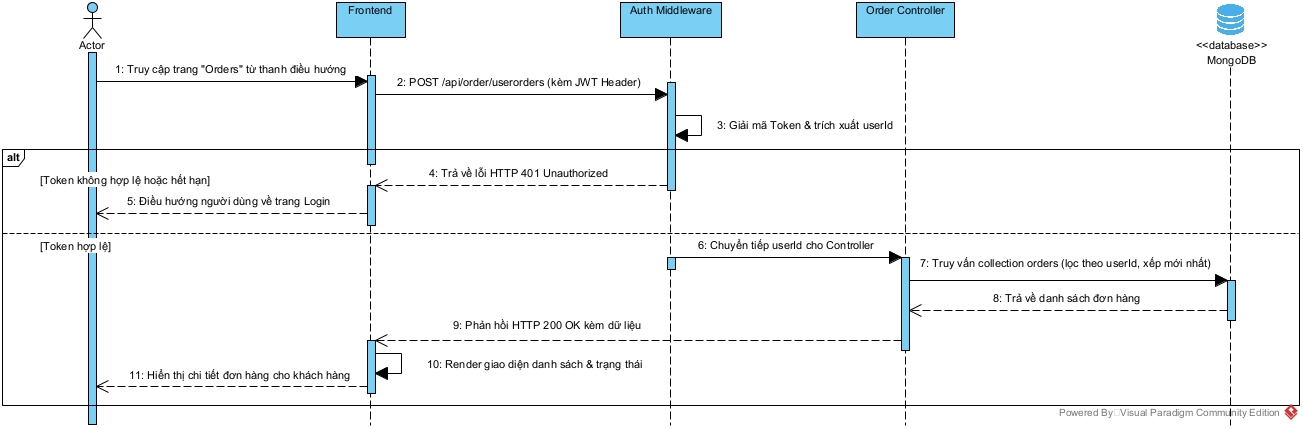 Frontend
Auth Middleware
Order Controller
Actor
<<database>>
MongoDB
1: Truy cập trang "Orders" từ thanh điều hướng
2: POST /api/order/userorders (kèm JWT Header)
3: Giải mã Token & trích xuất userId
alt
[Token không hợp lệ hoặc hết hạn]
4: Trả về lỗi HTTP 401 Unauthorized
5: Điều hướng người dùng về trang Login
[Token hợp lệ]
6: Chuyển tiếp userId cho Controller
7: Truy vấn collection orders (lọc theo userId, xếp mới nhất)
8: Trả về danh sách đơn hàng
9: Phản hồi HTTP 200 OK kèm dữ liệu
10: Render giao diện danh sách & trạng thái
11: Hiển thị chi tiết đơn hàng cho khách hàng
Powered By Visual Paradigm Community Edition